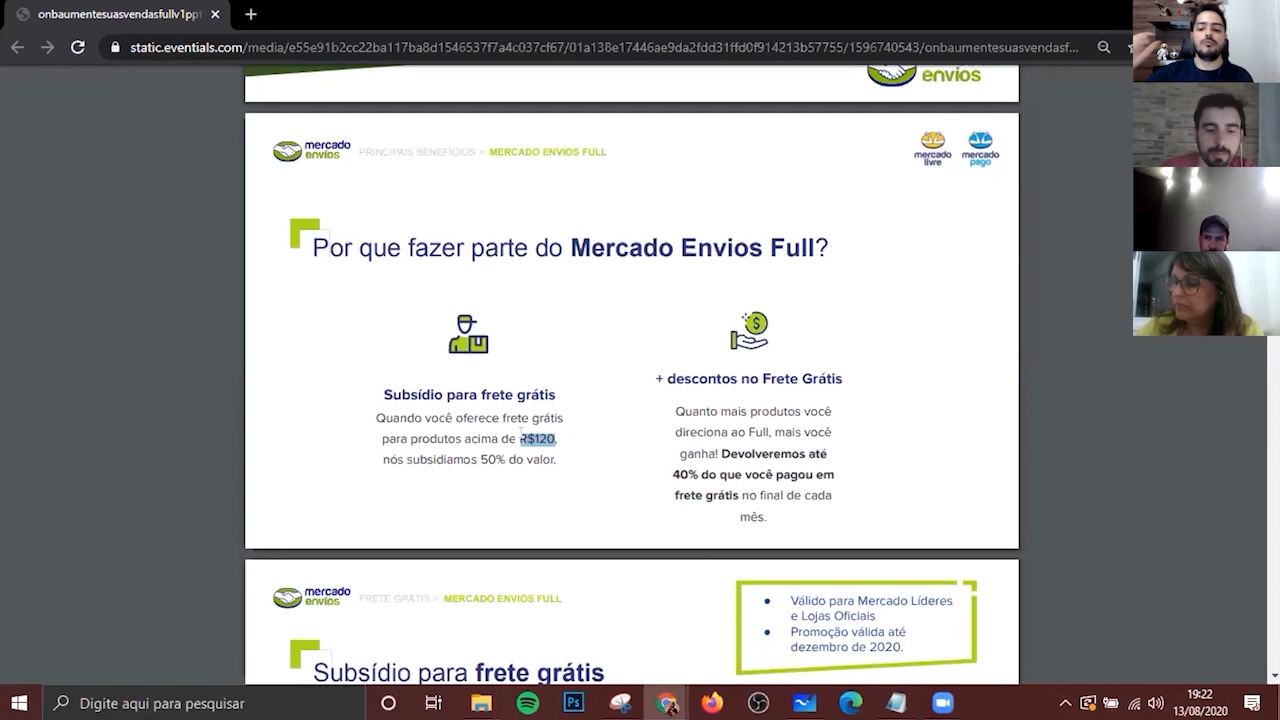 onbaumentesuasvendasfullv1ppt
static.eventials.com/media/e55e91b2cc22ba117ba8d1546537f7a4c037cf67/01a138e17446ae9da2fdd31ffd0f914213b57755/1596740543/onbaumentesuasvendasf...
envios
mercado
envios
PRINCIPAIS BENEFÍCIOS > MERCADO ENVIOS FULL
mercado
livre
mercado
pago
Por que fazer parte do Mercado Envios Full?
Subsídio para frete grátis
Quando você oferece frete grátis
para produtos acima de R$120,
nós subsidiamos 50% do valor.
+ descontos no Frete Grátis
Quanto mais produtos você
direciona ao Full, mais você
ganha! Devolveremos até
40% do que você pagou em
frete grátis no final de cada
mês.
mercado
envios
FRETE GRÁTIS > MERCADO ENVIOS FULL
• Válido para Mercado Líderes
e Lojas Oficiais
• Promoção válida até
dezembro de 2020.
Subsídio para frete grátis
Digite aqui para pesquisar
Ps
19:22
13/08/2020